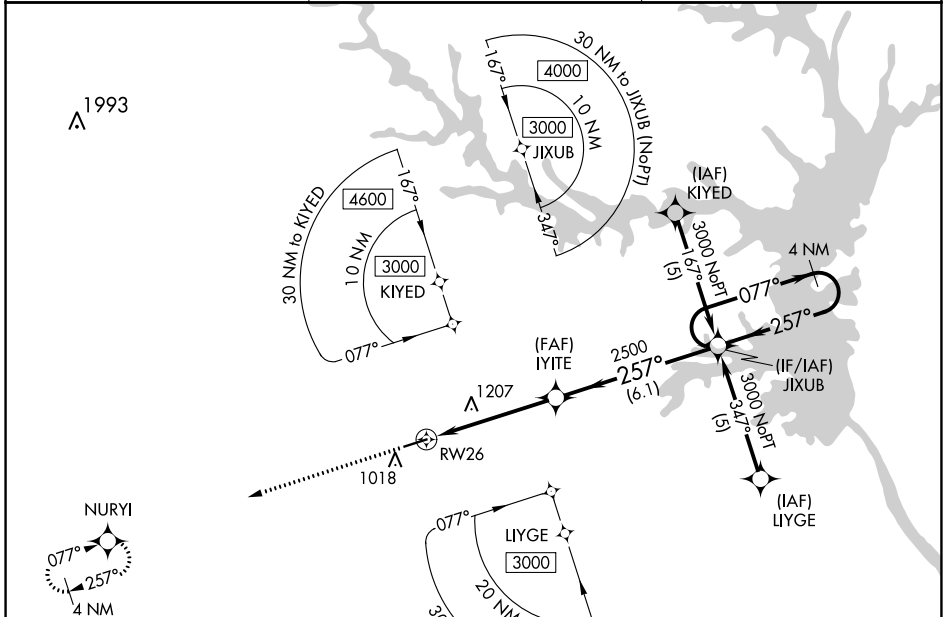 1993
30 NM to JIXUB (NoPT)
4000
10 NM
167°
3000
JIXUB
347°
30 NM to KIYED
4600
167°
10 NM
3000
KIYED
077°
(IAF)
KIYED
3000 NoPT
167°
(5)
4 NM
077°
257°
(IF/IAF)
JIXUB
(FAF)
IYITE
2500
257°
(6.1)
3000 NoPT
347°
(5)
1207
RW26
1018
(IAF)
LIYGE
NURYI
077°
257°
4 NM
077°
LIYGE
3000
20 NM
30